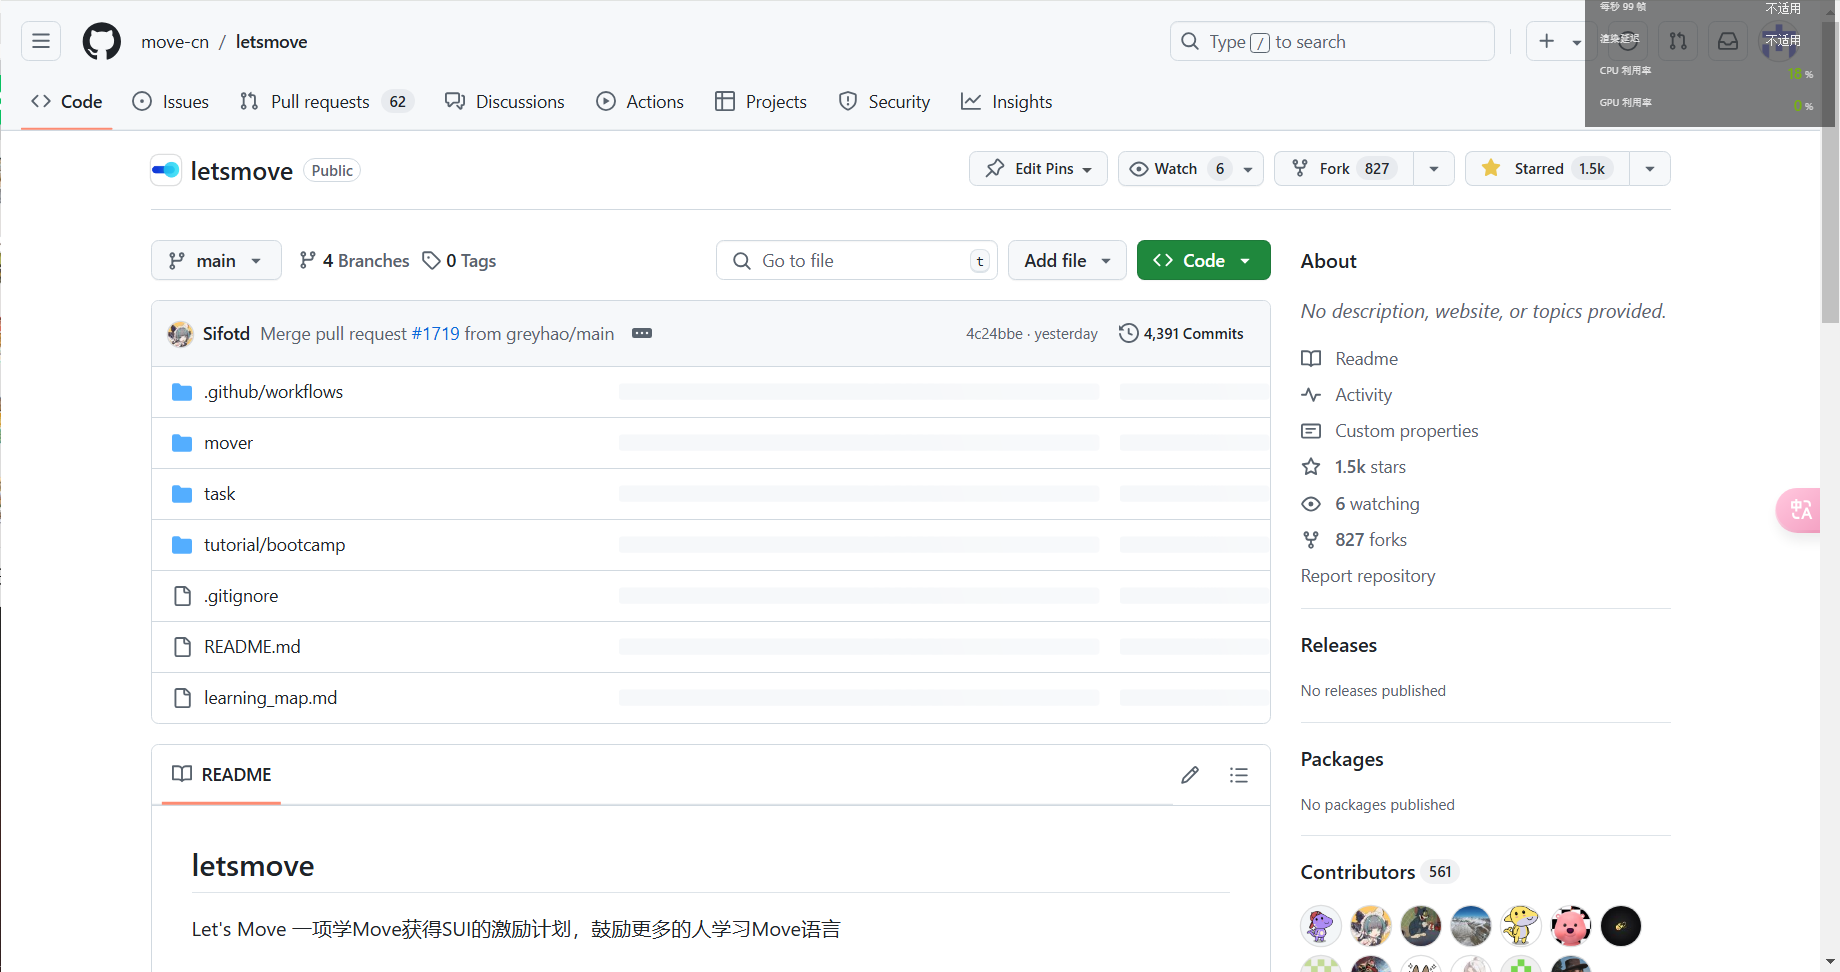 move-cn / letsmove
Type / to search
每秒 99 帧 不适用
渲染延迟 不适用
CPU 利用率 18 %
GPU 利用率 0 %
Code
Issues
Pull requests 62
Discussions
Actions
Projects
Security
Insights
letsmove Public
Edit Pins
Watch 6
Fork 827
Starred 1.5k
main
4 Branches
0 Tags
Go to file t
Add file
Code
Sifotd Merge pull request #1719 from greyhao/main
4c24bbe · yesterday
4,391 Commits
.github/workflows
mover
task
tutorial/bootcamp
.gitignore
README.md
learning_map.md
README
letsmove
Let's Move 一项学Move获得SUI的激励计划，鼓励更多的人学习Move语言
About
No description, website, or topics provided.
Readme
Activity
Custom properties
1.5k stars
6 watching
827 forks
Report repository
Releases
No releases published
Packages
No packages published
Contributors 561
中A